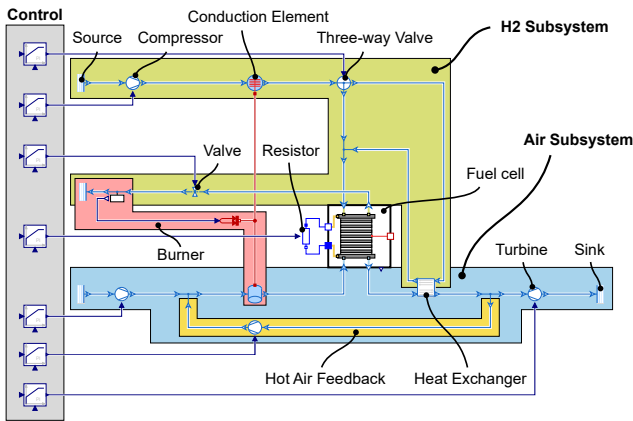 Control
Source
Compressor
Conduction Element
Three-way Valve
H2 Subsystem
Air Subsystem
Valve
Resistor
Fuel cell
Burner
Turbine
Sink
Hot Air Feedback
Heat Exchanger